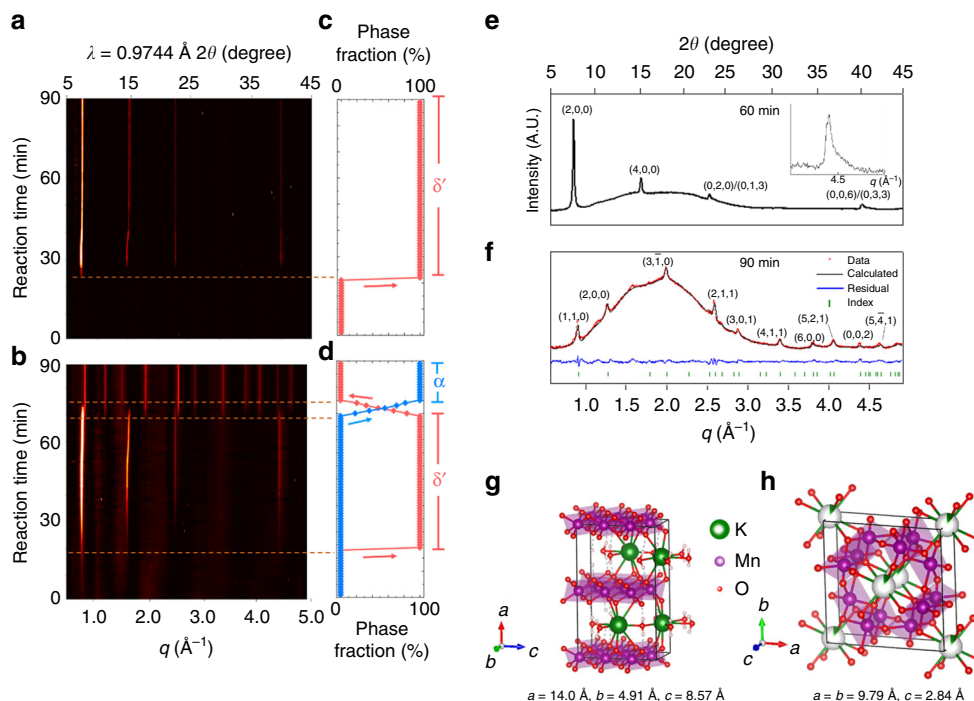 a
λ = 0.9744 Å 2θ (degree)
5 15 25 35 45
90
60
30
0
Reaction time (min)
b
90
60
30
0
Reaction time (min)
1.0 2.0 3.0 4.0 5.0
q (Å⁻¹)
c
Phase
fraction (%)
0 100
δ′
d
α
δ′
0 100
Phase
fraction (%)
e
2θ (degree)
5 10 15 20 25 30 35 40 45
Intensity (A.U.)
60 min
(2,0,0)
(4,0,0)
(0,2,0)/(0,1,3)
(0,0,6)/(0,3,3)
4.5
q (Å⁻¹)
f
90 min
Data
Calculated
Residual
Index
(1,1,0)
(2,0,0)
(3,1̅,0)
(2,1,1)
(3,0,1)
(4,1,1)
(6,0,0)
(5,2,1)
(0,0,2)
(5,4̅,1)
1.0 1.5 2.0 2.5 3.0 3.5 4.0 4.5
q (Å⁻¹)
g
K
Mn
O
a
b
c
a = 14.0 Å, b = 4.91 Å, c = 8.57 Å
h
b
c
a
a = b = 9.79 Å, c = 2.84 Å